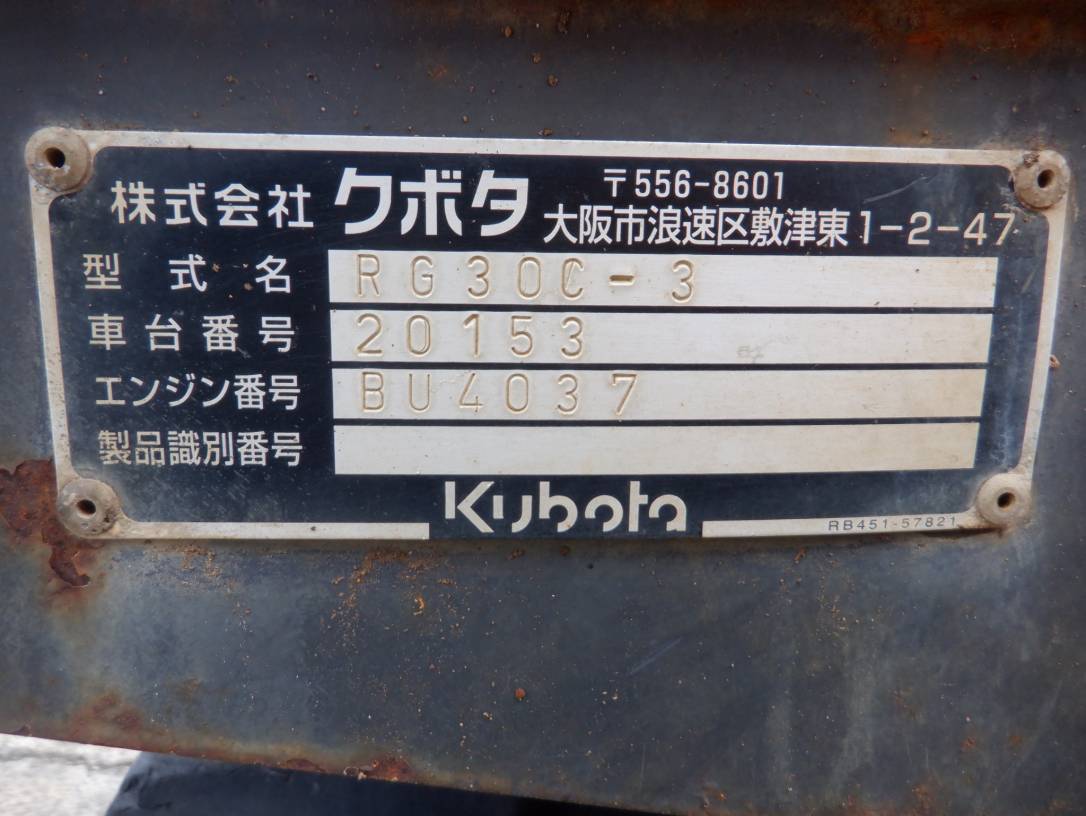 株式会社 クボタ 〒556-8601
大阪市浪速区敷津東1-2-47
型式名 RG30C-3
車台番号 20153
エンジン番号 BU4037
製品識別番号
Kubota
RB451-57821